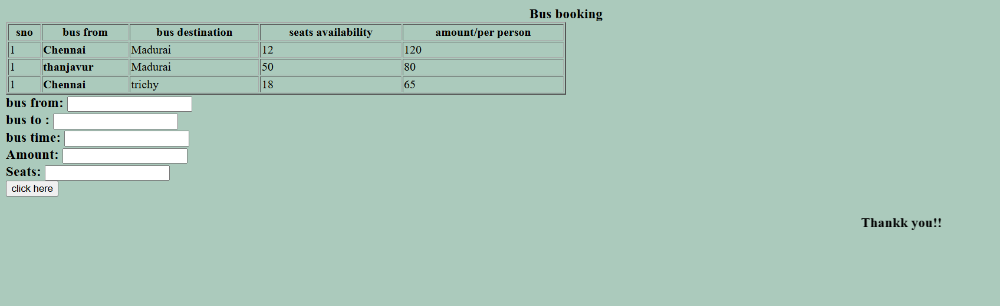 Bus booking
sno bus from bus destination seats availability amount/per person
1 Chennai Madurai 12 120
1 thanjavur Madurai 50 80
1 Chennai trichy 18 65
bus from:
bus to :
bus time:
Amount:
Seats:
click here
Thankk you!!